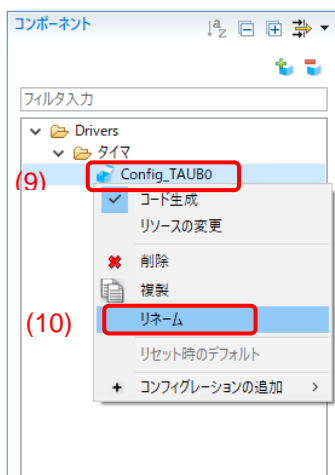 コンポーネント
フィルタ入力
Drivers
タイマ
(9)
Config_TAUB0
コード生成
リソースの変更
削除
複製
(10)
リネーム
リセット時のデフォルト
コンフィグレーションの追加